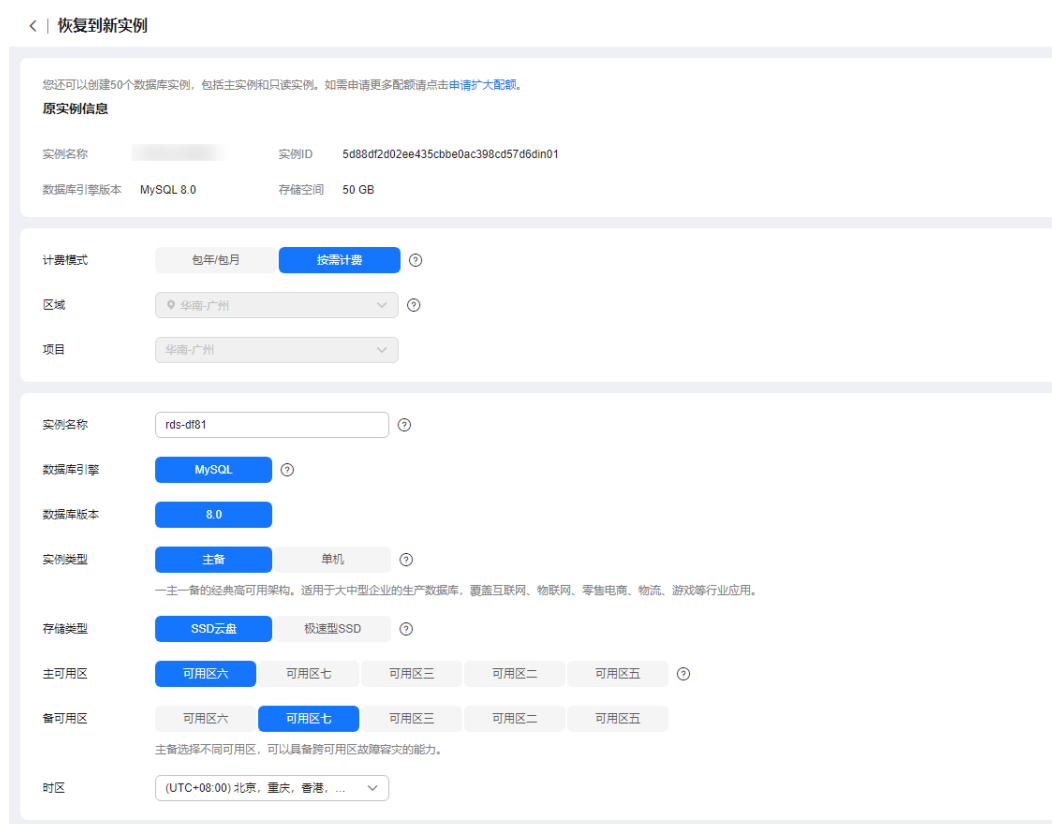 恢复到新实例
您还可以创建50个数据库实例，包括主实例和只读实例。如需申请更多配额请点击申请扩大配额。
原实例信息
实例名称 实例ID 5d88df2d02ee435cbbe0ac398cd57d6din01
数据库引擎版本 MySQL 8.0 存储空间 50 GB
计费模式 包年/包月 按需计费
区域 华南-广州
项目 华南-广州
实例名称 rds-df81
数据库引擎 MySQL
数据库版本 8.0
实例类型 主备 单机
一主一备的经典高可用架构。适用于大中型企业的生产数据库，覆盖互联网、物联网、零售电商、物流、游戏等行业应用。
存储类型 SSD云盘 极速型SSD
主可用区 可用区六 可用区七 可用区三 可用区二 可用区五
备可用区 可用区六 可用区七 可用区三 可用区二 可用区五
主备选择不同可用区，可以具备跨可用区故障容灾的能力。
时区 (UTC+08:00) 北京，重庆，香港，...